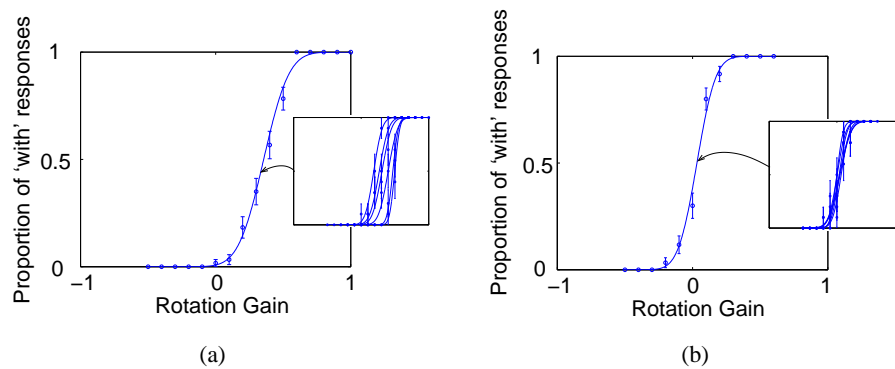 Proportion of ‘with’ responses
1
0.5
0
−1
0
1
Rotation Gain
(a)
Proportion of ‘with’ responses
1
0.5
0
−1
0
1
Rotation Gain
(b)